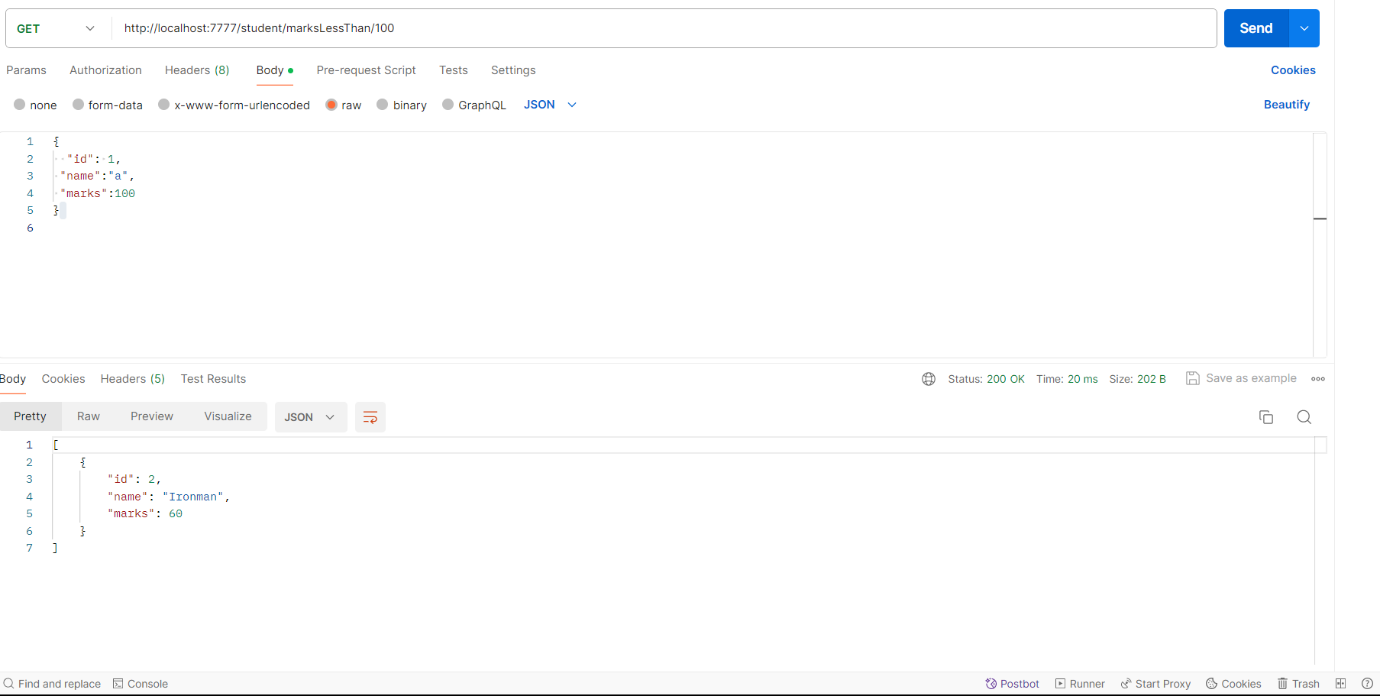 GET http://localhost:7777/student/marksLessThan/100 Send
Params Authorization Headers (8) Body Pre-request Script Tests Settings Cookies
none form-data x-www-form-urlencoded raw binary GraphQL JSON Beautify
1 {
2 "id": 1,
3 "name":"a",
4 "marks":100
5 }
6
Body Cookies Headers (5) Test Results Status: 200 OK Time: 20 ms Size: 202 B Save as example
Pretty Raw Preview Visualize JSON
1 [
2 {
3 "id": 2,
4 "name": "Ironman",
5 "marks": 60
6 }
7 ]
Find and replace Console Postbot Runner Start Proxy Cookies Trash